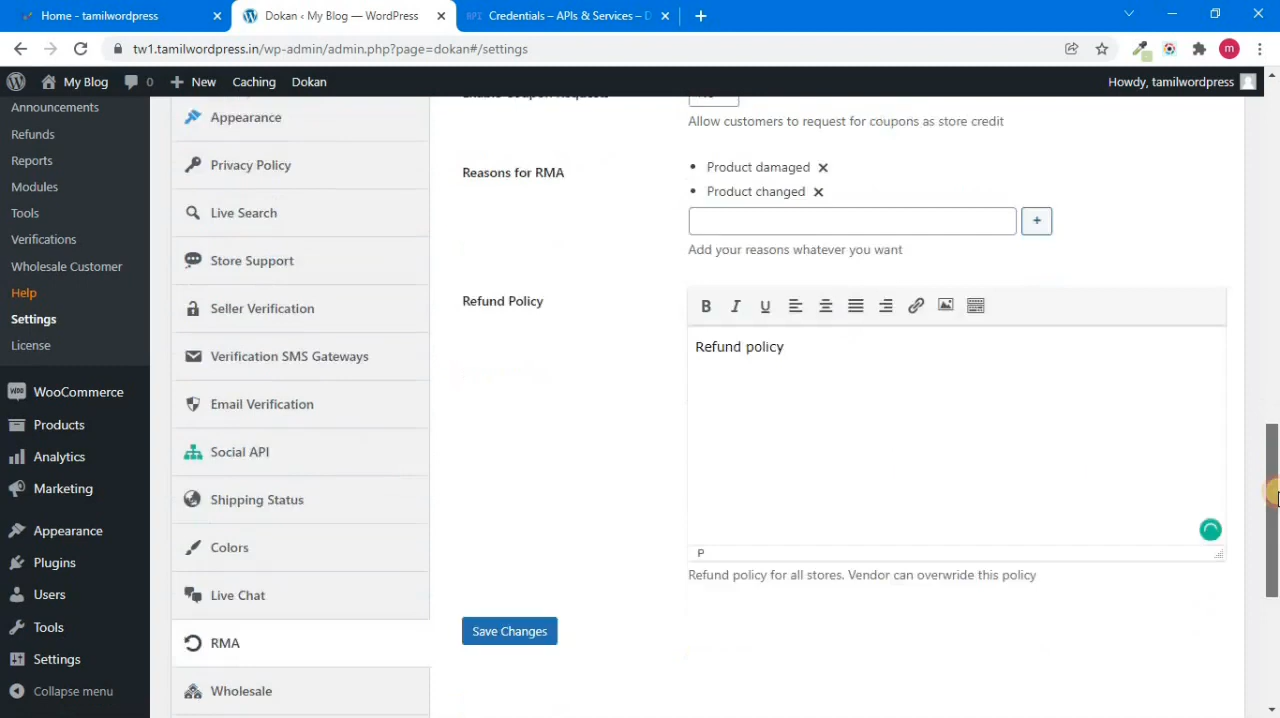 Home - tamilwordpress
Dokan ‹ My Blog — WordPress
API Credentials – APIs & Services – D
tw1.tamilwordpress.in/wp-admin/admin.php?page=dokan#/settings
m
My Blog
0
New
Caching
Dokan
Howdy, tamilwordpress
Announcements
Refunds
Reports
Modules
Tools
Verifications
Wholesale Customer
Help
Settings
License
WooCommerce
Products
Analytics
Marketing
Appearance
Plugins
Users
Tools
Settings
Collapse menu
Appearance
Privacy Policy
Live Search
Store Support
Seller Verification
Verification SMS Gateways
Email Verification
Social API
Shipping Status
Colors
Live Chat
RMA
Wholesale
Enable Coupon Requests
Allow customers to request for coupons as store credit
Reasons for RMA
Product damaged
Product changed
+
Add your reasons whatever you want
Refund Policy
B I U
Refund policy
P
Refund policy for all stores. Vendor can overwride this policy
Save Changes